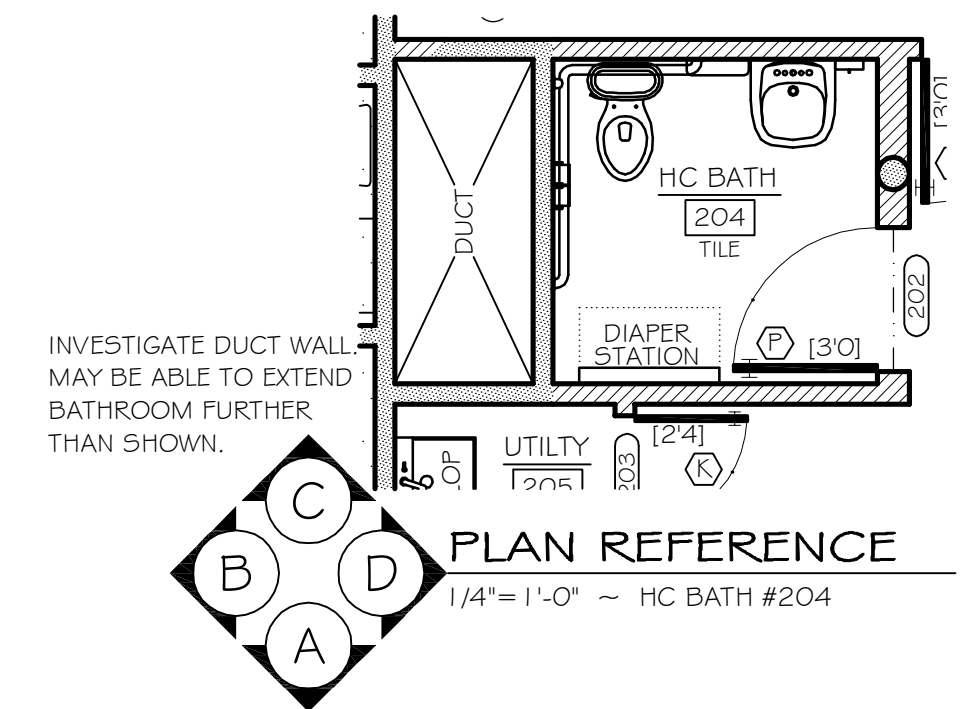 [3'0]
HC BATH
204
TILE
DUCT
202
DIAPER
STATION
P
[3'0]
INVESTIGATE DUCT WALL.
MAY BE ABLE TO EXTEND
BATHROOM FURTHER
THAN SHOWN.
[2'4]
UTILTY
205
203
K
C
B
D
A
PLAN REFERENCE
1/4"=1'-0" ~ HC BATH #204